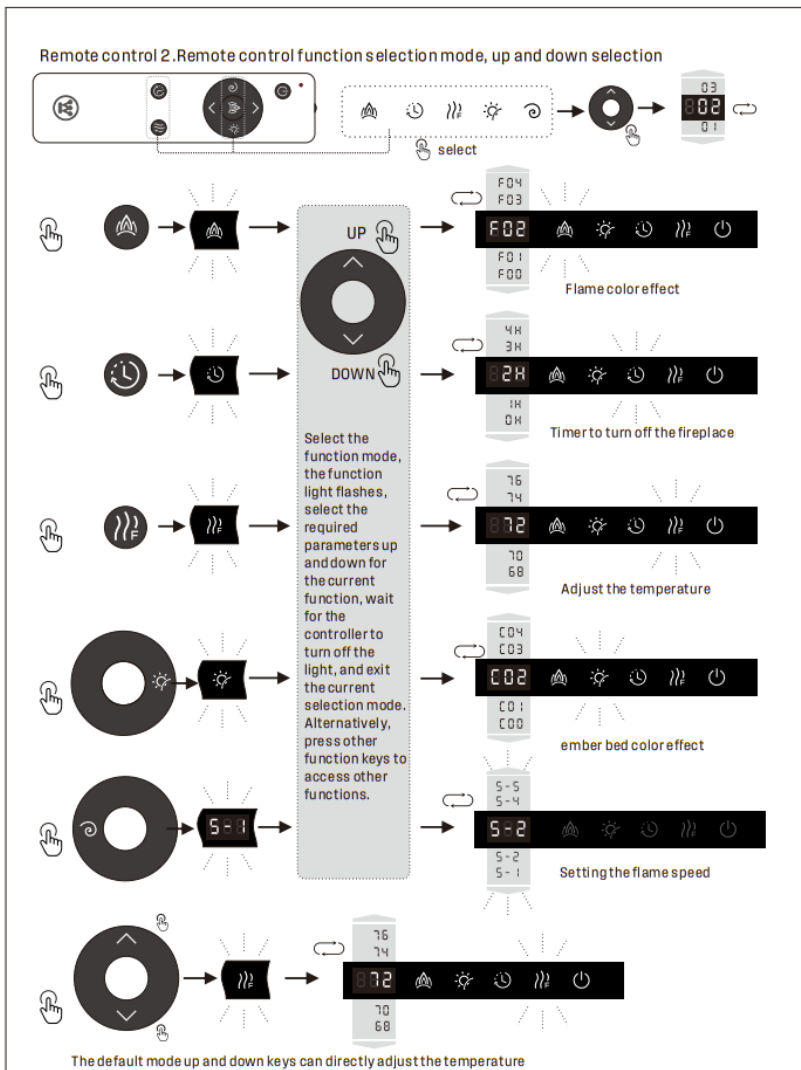 Remote control 2.Remote control function selection mode, up and down selection
03
02
01
select
F04
F03
UP
F02
F01
F00
Flame color effect
4H
3H
DOWN
2H
1H
0H
Timer to turn off the fireplace
Select the
function mode,
the function
light flashes,
select the
required
parameters up
and down for
the current
function, wait
for the
controller to
turn off the
light, and exit
the current
selection mode.
Alternatively,
press other
function keys to
access other
functions.
76
74
F
F
72
F
70
68
Adjust the temperature
C04
C03
C02
C01
C00
ember bed color effect
S-5
S-4
S-1
S-2
S-2
S-1
Setting the flame speed
76
74
F
72
F
70
68
The default mode up and down keys can directly adjust the temperature